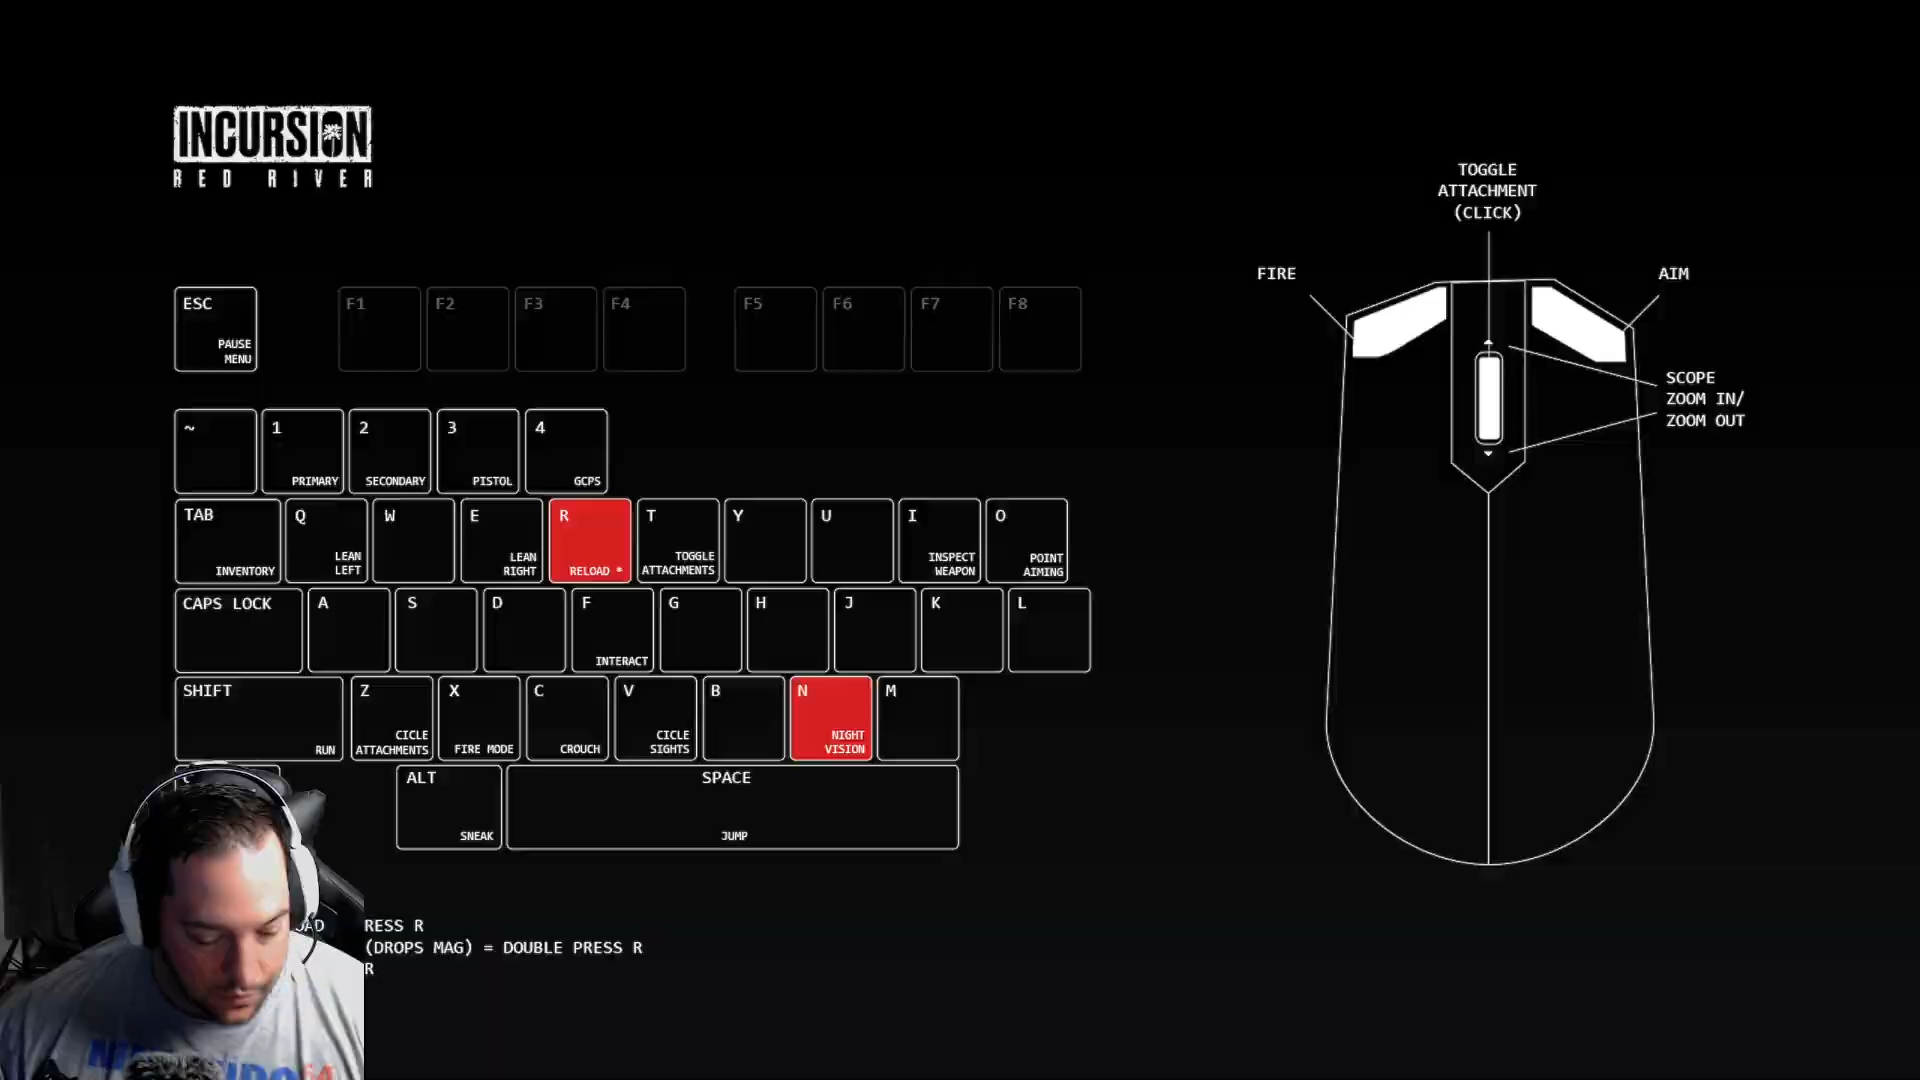 INCURSION
RED RIVER
TOGGLE
ATTACHMENT
(CLICK)
FIRE
AIM
SCOPE
ZOOM IN/
ZOOM OUT
ESC
PAUSE
MENU
F1
F2
F3
F4
F5
F6
F7
F8
~
1
PRIMARY
2
SECONDARY
3
PISTOL
4
GCPS
TAB
INVENTORY
Q
LEAN
LEFT
W
E
LEAN
RIGHT
R
RELOAD *
T
TOGGLE
ATTACHMENTS
Y
U
I
INSPECT
WEAPON
O
POINT
AIMING
CAPS LOCK
A
S
D
F
INTERACT
G
H
J
K
L
SHIFT
RUN
Z
CICLE
ATTACHMENTS
X
FIRE MODE
C
CROUCH
V
CICLE
SIGHTS
B
N
NIGHT
VISION
M
ALT
SNEAK
SPACE
JUMP
RESS R
(DROPS MAG) = DOUBLE PRESS R
R